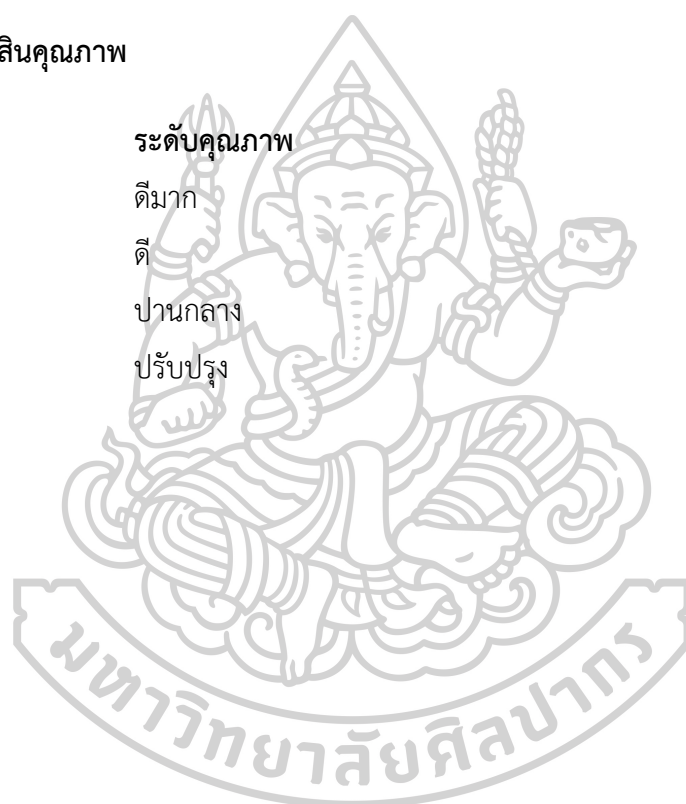 สินคุณภาพ
ระดับคุณภาพ
ดีมาก
ดี
ปานกลาง
ปรับปรุง
มหาวิทยาลัยศิลปากร